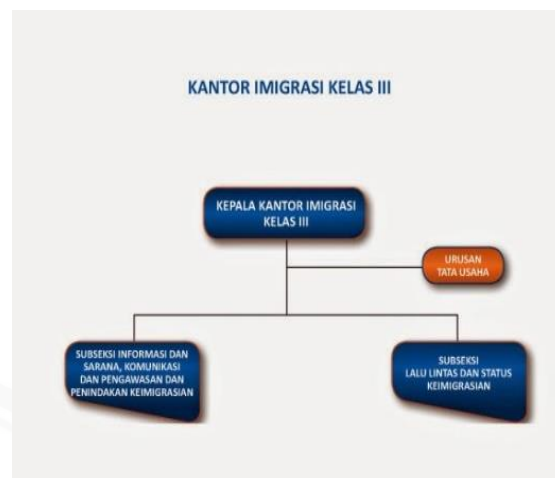 KANTOR IMIGRASI KELAS III
KEPALA KANTOR IMIGRASI
KELAS III
URUSAN
TATA USAHA
SUBSEKSI INFORMASI DAN
SARANA, KOMUNIKASI
DAN PENGAWASAN DAN
PENINDAKAN KEIMIGRASIAN
SUBSEKSI
LALU LINTAS DAN STATUS
KEIMIGRASIAN